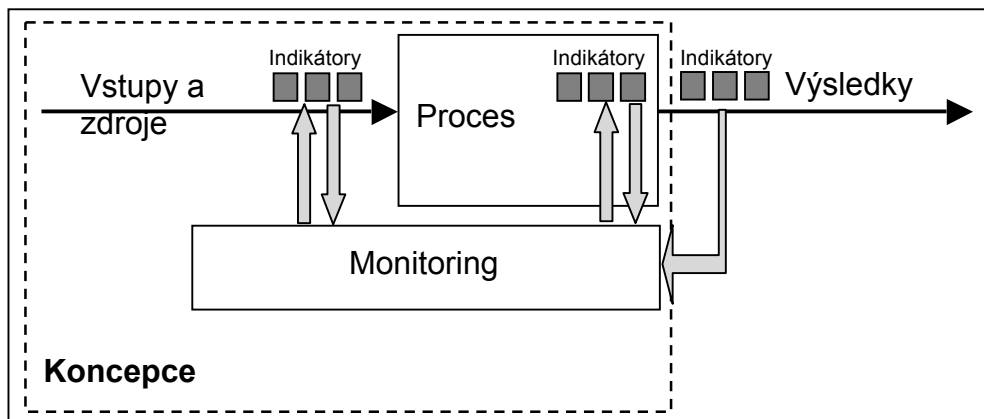 Indikátory
Indikátory
Indikátory
Vstupy a
zdroje
Proces
Výsledky
Monitoring
Koncepce